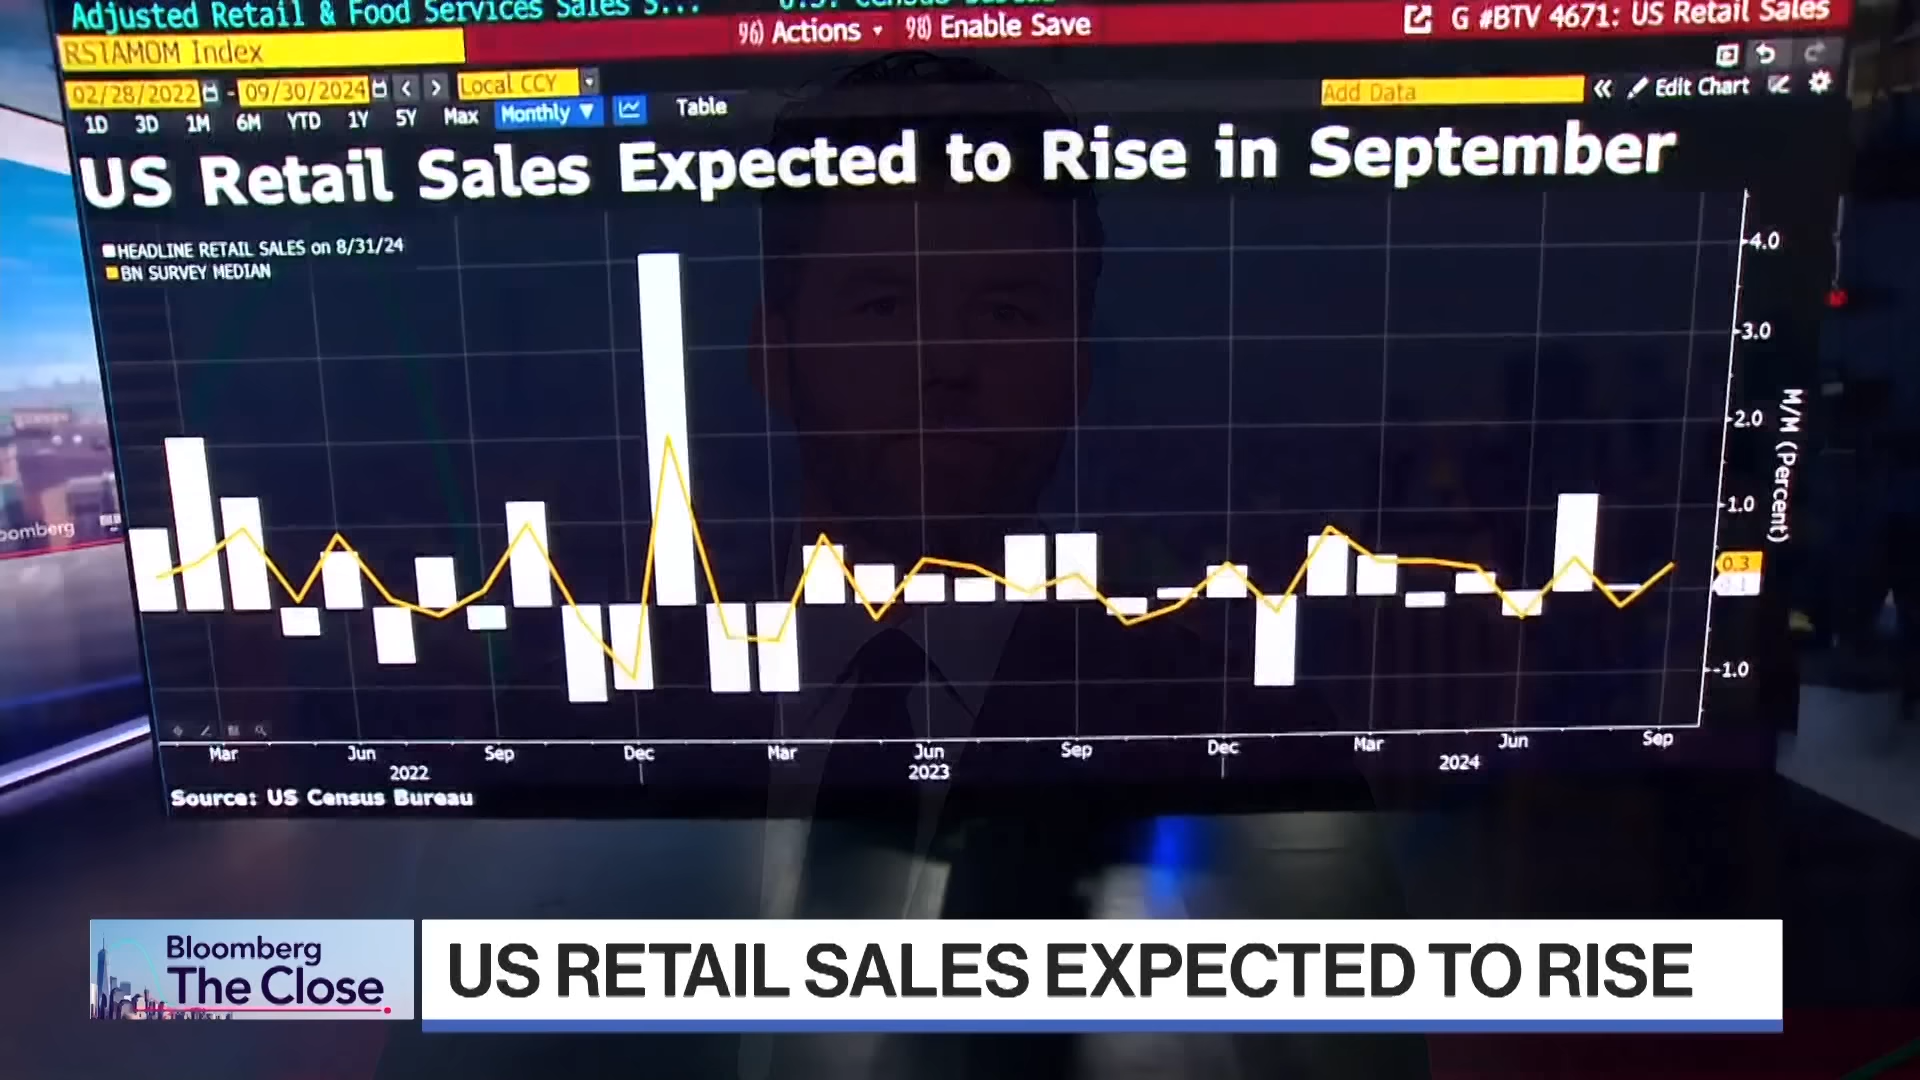 Adjusted Retail & Food Services Sales S...
RSTAMOM Index
96) Actions
98) Enable Save
G #BTV 4671: US Retail Sales
02/28/2022 - 09/30/2024
Local CCY
Add Data
« Edit Chart
1D 3D 1M 6M YTD 1Y 5Y Max Monthly ▼ Table
US Retail Sales Expected to Rise in September
HEADLINE RETAIL SALES on 8/31/24
BN SURVEY MEDIAN
4.0
3.0
2.0
1.0
0.3
0.1
-1.0
M/M (Percent)
Mar Jun Sep Dec Mar Jun Sep Dec Mar Jun Sep
2022 2023 2024
Source: US Census Bureau
Bloomberg
The Close
US RETAIL SALES EXPECTED TO RISE